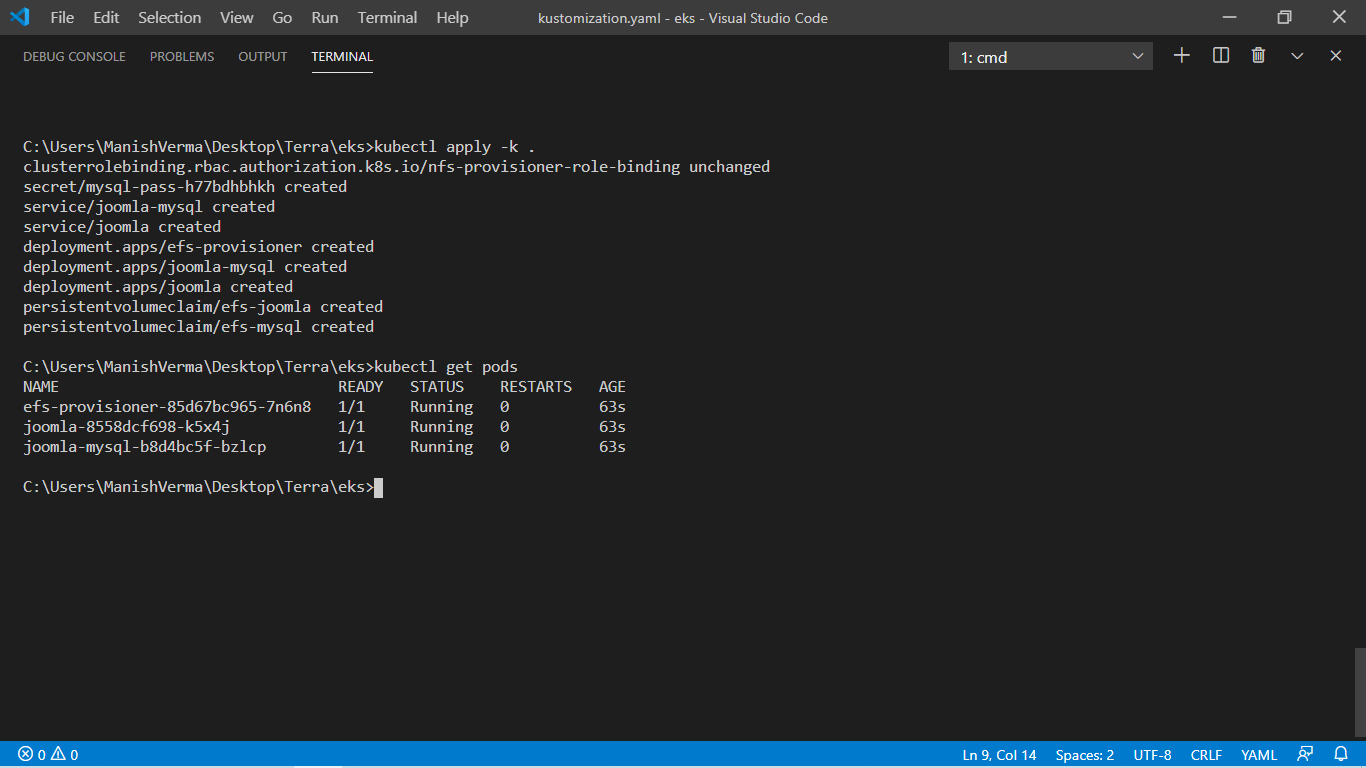 File Edit Selection View Go Run Terminal Help kustomization.yaml - eks - Visual Studio Code
DEBUG CONSOLE PROBLEMS OUTPUT TERMINAL 1: cmd
C:\Users\ManishVerma\Desktop\Terra\eks>kubectl apply -k .
clusterrolebinding.rbac.authorization.k8s.io/nfs-provisioner-role-binding unchanged
secret/mysql-pass-h77bdhbhkh created
service/joomla-mysql created
service/joomla created
deployment.apps/efs-provisioner created
deployment.apps/joomla-mysql created
deployment.apps/joomla created
persistentvolumeclaim/efs-joomla created
persistentvolumeclaim/efs-mysql created
C:\Users\ManishVerma\Desktop\Terra\eks>kubectl get pods
NAME READY STATUS RESTARTS AGE
efs-provisioner-85d67bc965-7n6n8 1/1 Running 0 63s
joomla-8558dcf698-k5x4j 1/1 Running 0 63s
joomla-mysql-b8d4bc5f-bzlcp 1/1 Running 0 63s
C:\Users\ManishVerma\Desktop\Terra\eks>
0 0 Ln 9, Col 14 Spaces: 2 UTF-8 CRLF YAML